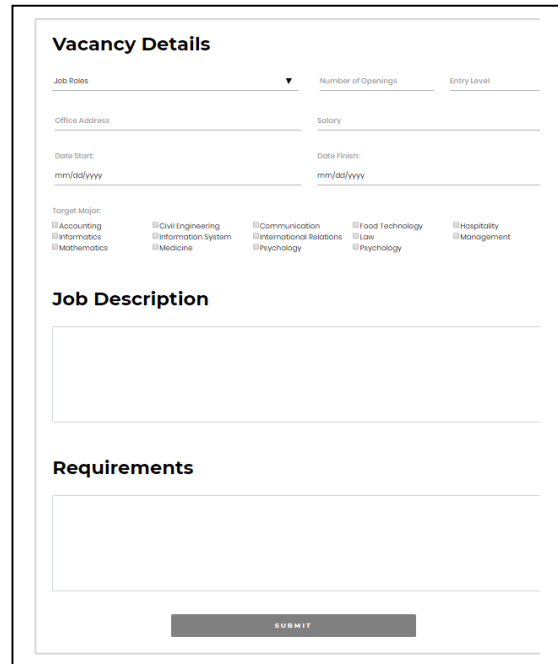 Vacancy Details
Job Roles Number of Openings Entry Level
Office Address Salary
Date Start: Date Finish:
mm/dd/yyyy mm/dd/yyyy
Target Major:
Accounting Civil Engineering Communication Food Technology Hospitality
Informatics Information System International Relations Law Management
Mathematics Medicine Psychology Psychology
Job Description
Requirements
SUBMIT